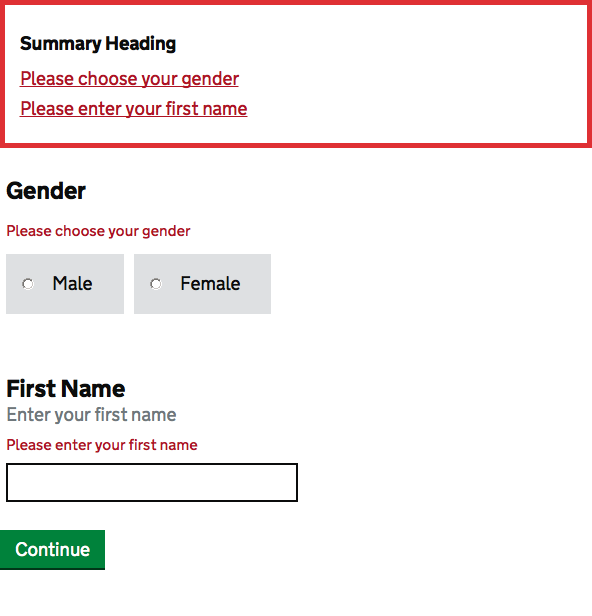 Summary Heading
Please choose your gender
Please enter your first name
Gender
Please choose your gender
Male Female
First Name
Enter your first name
Please enter your first name
Continue